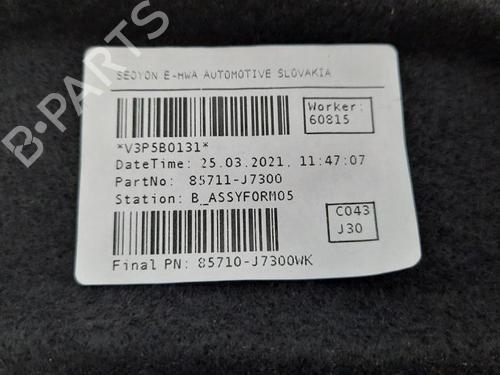 SEOYON E-HWA AUTOMOTIVE SLOVAKIA
Worker:
60815
*V3P5B0131*
DateTime: 25.03.2021, 11:47:07
PartNo: 85711-J7300
Station: B_ASSYFORM05
C043
J30
Final PN: 85710-J7300WK
B-PARTS